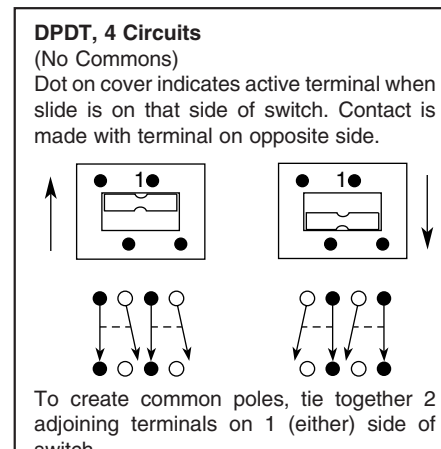 DPDT, 4 Circuits
(No Commons)
Dot on cover indicates active terminal when
slide is on that side of switch. Contact is
made with terminal on opposite side.
1 1
To create common poles, tie together 2
adjoining terminals on 1 (either) side of
switch